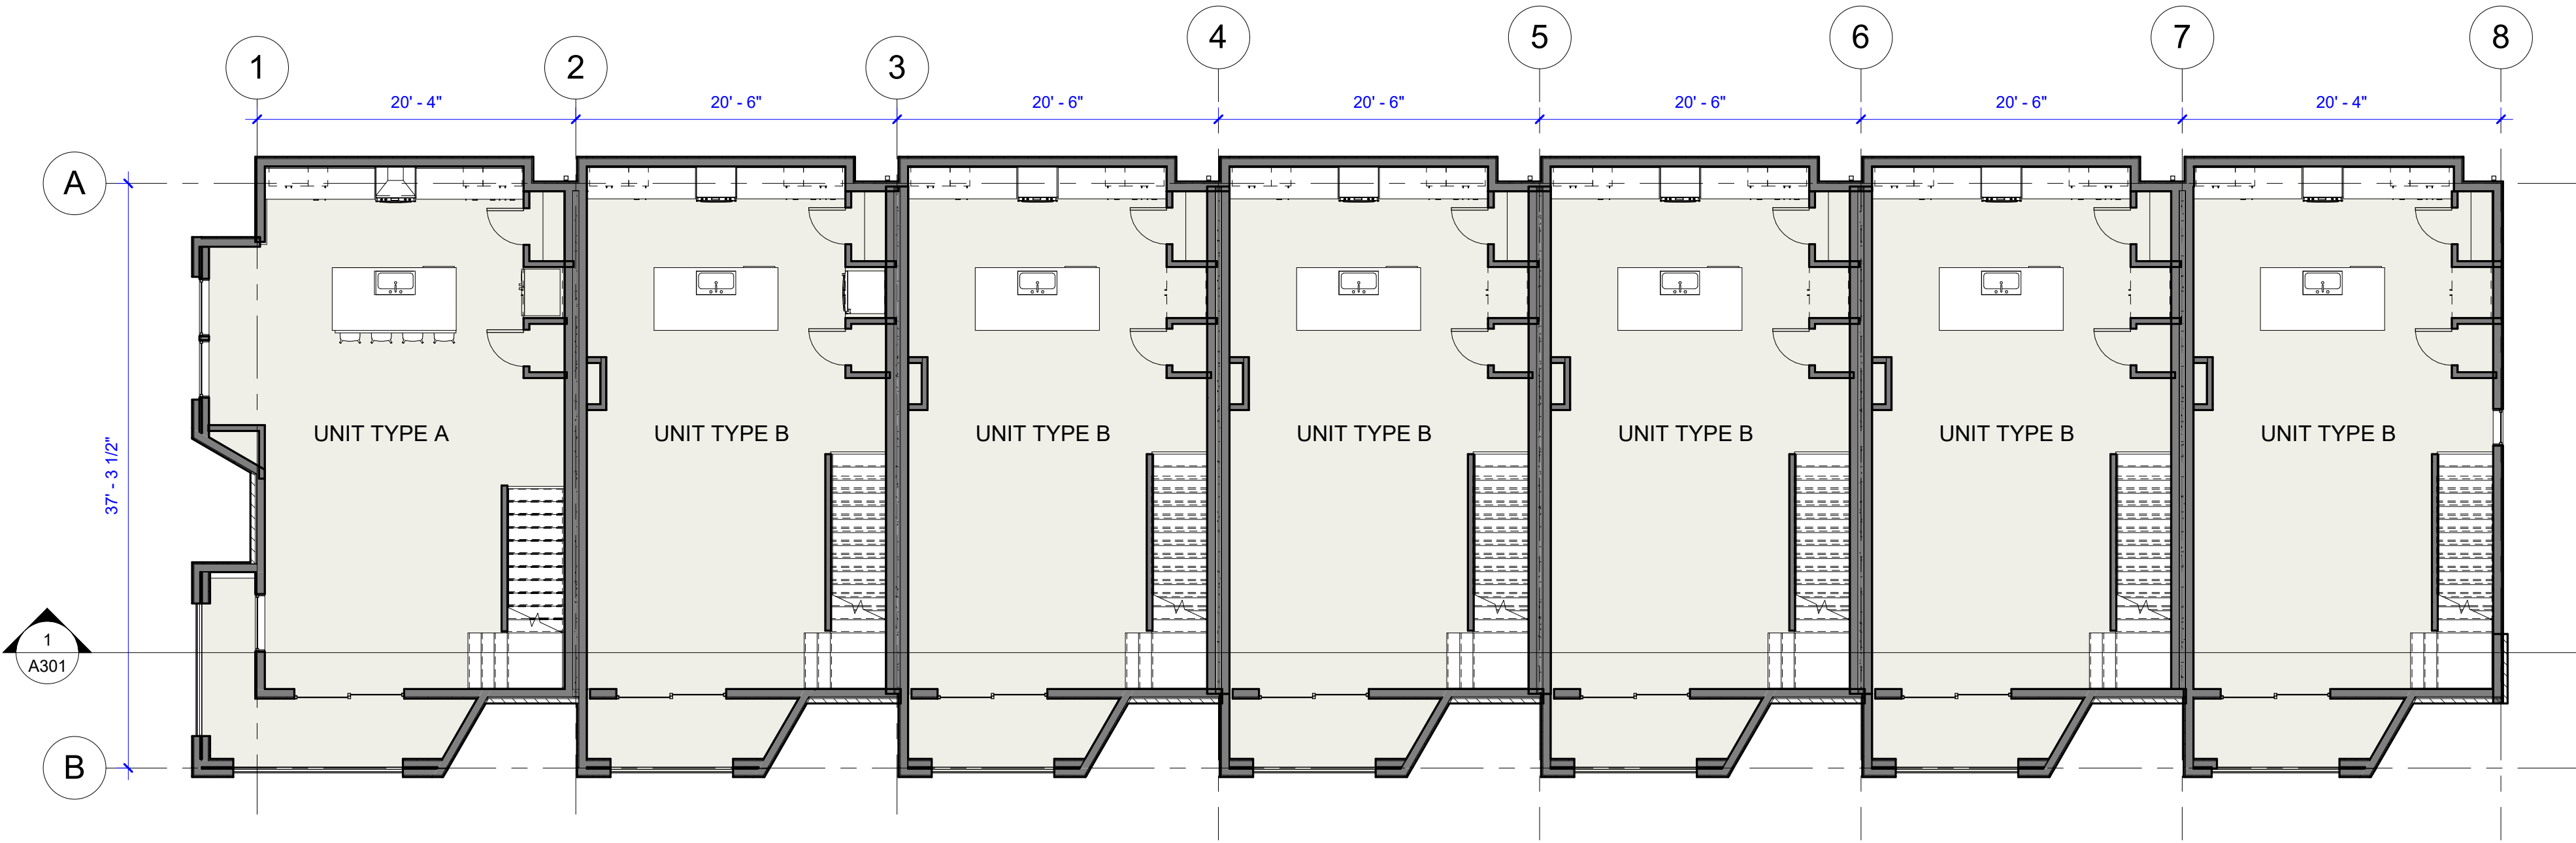 1 2 3 4 5 6 7 8
20' - 4" 20' - 6" 20' - 6" 20' - 6" 20' - 6" 20' - 6" 20' - 4"
A
37' - 3 1/2"
UNIT TYPE A UNIT TYPE B UNIT TYPE B UNIT TYPE B UNIT TYPE B UNIT TYPE B UNIT TYPE B
1
A301
B